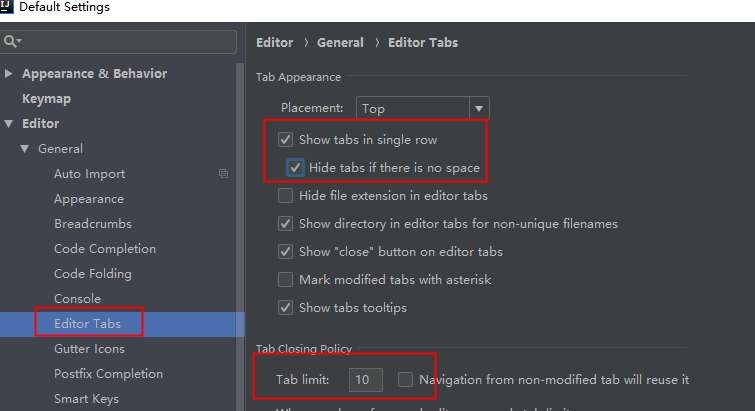 IJ Default Settings
Editor › General › Editor Tabs
Appearance & Behavior
Keymap
Editor
General
Auto Import
Appearance
Breadcrumbs
Code Completion
Code Folding
Console
Editor Tabs
Gutter Icons
Postfix Completion
Smart Keys
Tab Appearance
Placement: Top
Show tabs in single row
Hide tabs if there is no space
Hide file extension in editor tabs
Show directory in editor tabs for non-unique filenames
Show "close" button on editor tabs
Mark modified tabs with asterisk
Show tabs tooltips
Tab Closing Policy
Tab limit: 10 Navigation from non-modified tab will reuse it